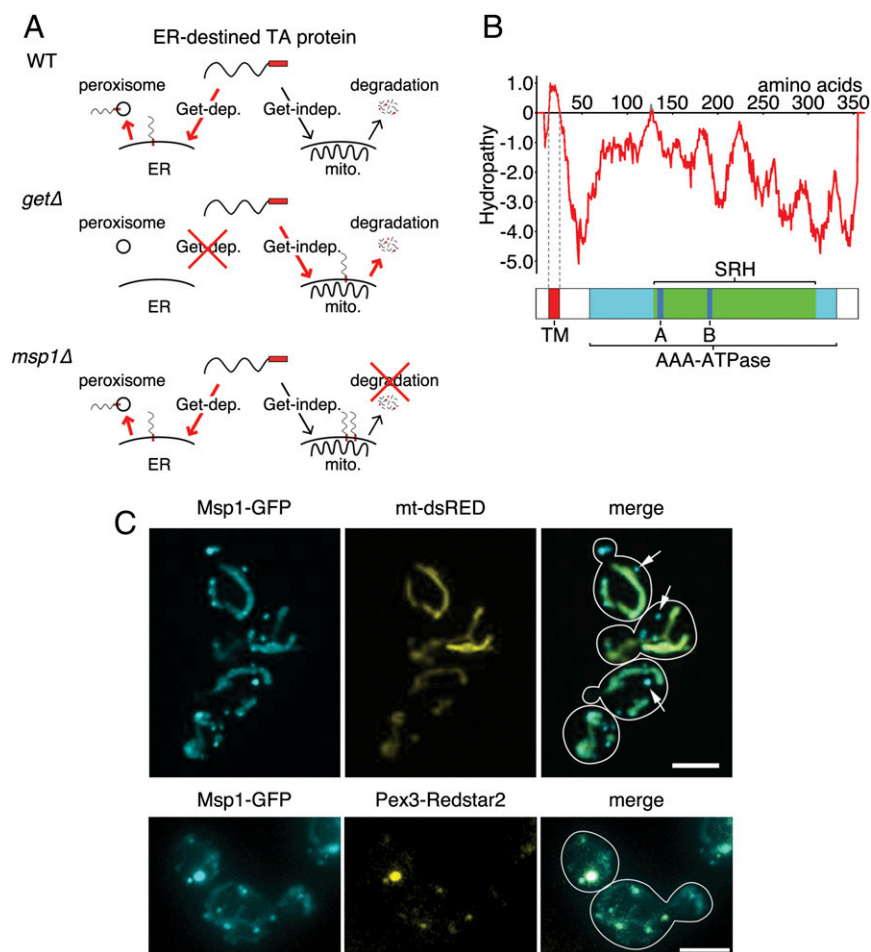 A
ER-destined TA protein
WT
peroxisome
degradation
Get-dep.
Get-indep.
ER
mito.
getΔ
peroxisome
degradation
Get-dep.
Get-indep.
ER
mito.
msp1Δ
peroxisome
degradation
Get-dep.
Get-indep.
ER
mito.
B
amino acids
1.0
0
-1.0
-2.0
-3.0
-4.0
-5.0
50 100 150 200 250 300 350
Hydropathy
SRH
TM
A
B
AAA-ATPase
C
Msp1-GFP
mt-dsRED
merge
Msp1-GFP
Pex3-Redstar2
merge